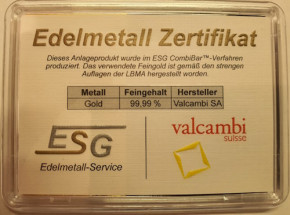 Edelmetall Zertifikat
Dieses Anlageprodukt wurde im ESG CombiBar™-Verfahren
produziert. Das verwendete Feingold ist gemäß den strengen
Auflagen der LBMA hergestellt worden.
Metall Feingehalt Hersteller
Gold 99,99 % Valcambi SA
ESG
Edelmetall-Service
valcambi
suisse